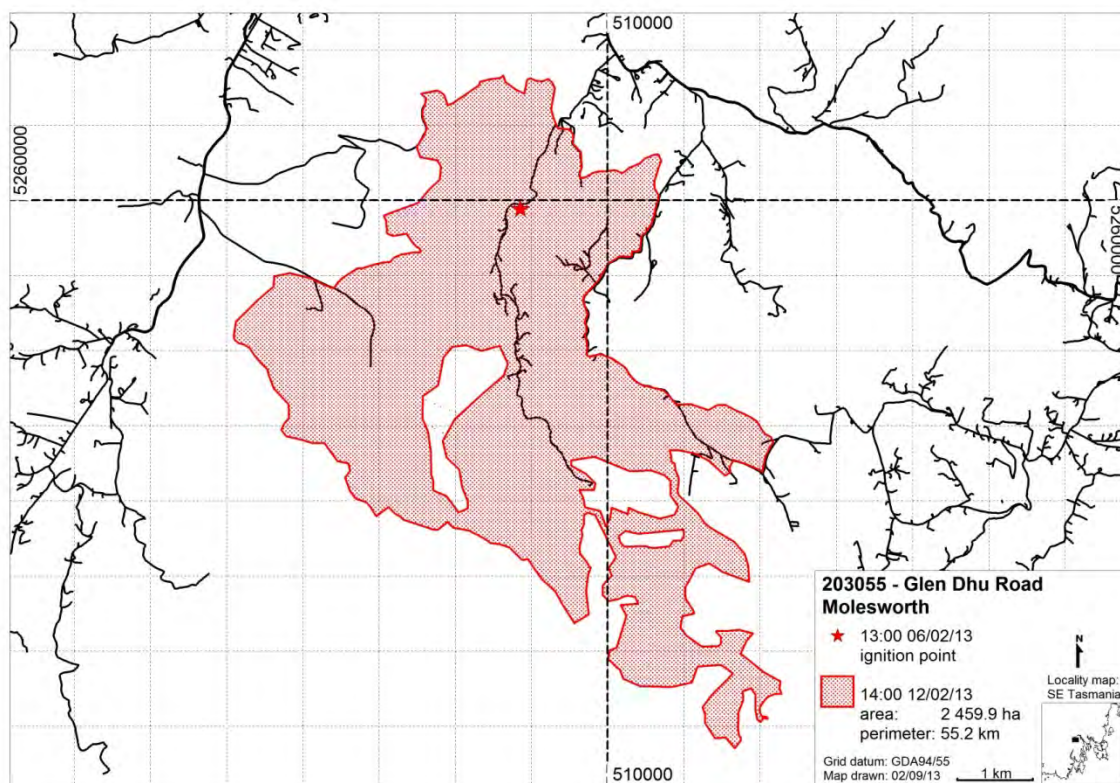 510000
5260000
5260000
203055 - Glen Dhu Road
Molesworth
13:00 06/02/13
ignition point
14:00 12/02/13
area: 2 459.9 ha
perimeter: 55.2 km
Grid datum: GDA94/55
Map drawn: 02/09/13
N
Locality map:
SE Tasmania
1 km
510000